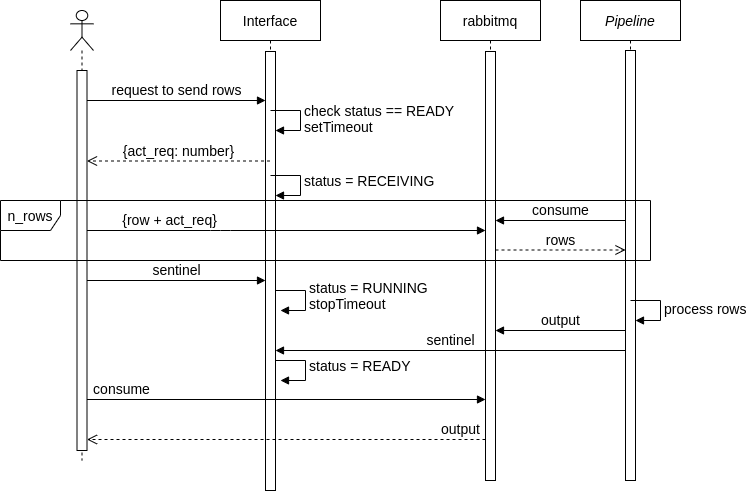 Interface
rabbitmq
Pipeline
request to send rows
check status == READY
setTimeout
{act_req: number}
status = RECEIVING
n_rows
consume
{row + act_req}
rows
sentinel
status = RUNNING
stopTimeout
process rows
output
sentinel
status = READY
consume
output